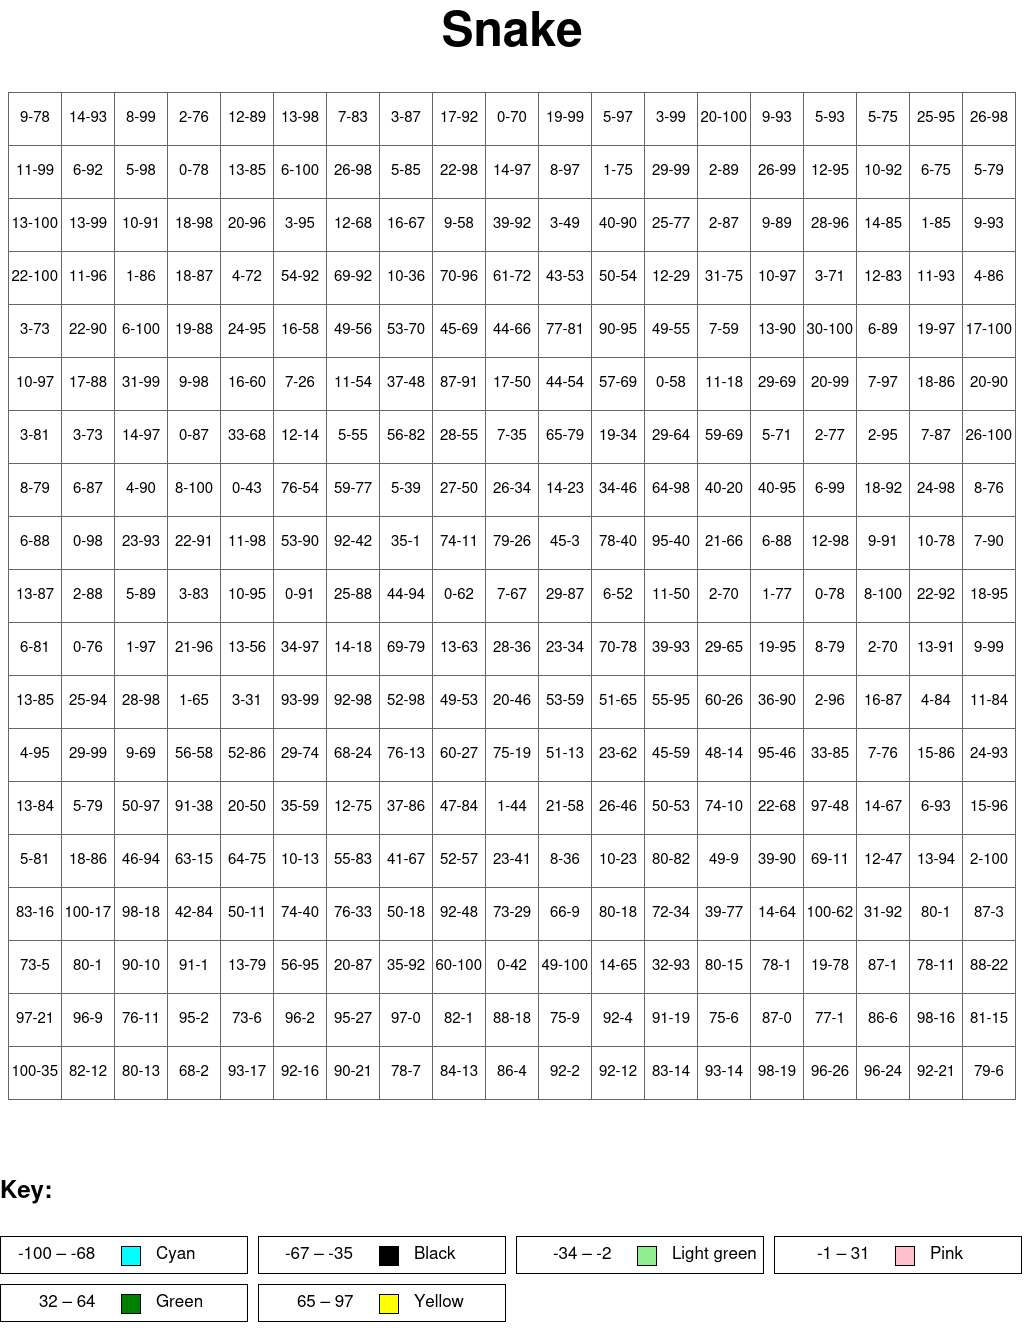 Snake
9-78 14-93 8-99 2-76 12-89 13-98 7-83 3-87 17-92 0-70 19-99 5-97 3-99 20-100 9-93 5-93 5-75 25-95 26-98
11-99 6-92 5-98 0-78 13-85 6-100 26-98 5-85 22-98 14-97 8-97 1-75 29-99 2-89 26-99 12-95 10-92 6-75 5-79
13-100 13-99 10-91 18-98 20-96 3-95 12-68 16-67 9-58 39-92 3-49 40-90 25-77 2-87 9-89 28-96 14-85 1-85 9-93
22-100 11-96 1-86 18-87 4-72 54-92 69-92 10-36 70-96 61-72 43-53 50-54 12-29 31-75 10-97 3-71 12-83 11-93 4-86
3-73 22-90 6-100 19-88 24-95 16-58 49-56 53-70 45-69 44-66 77-81 90-95 49-55 7-59 13-90 30-100 6-89 19-97 17-100
10-97 17-88 31-99 9-98 16-60 7-26 11-54 37-48 87-91 17-50 44-54 57-69 0-58 11-18 29-69 20-99 7-97 18-86 20-90
3-81 3-73 14-97 0-87 33-68 12-14 5-55 56-82 28-55 7-35 65-79 19-34 29-64 59-69 5-71 2-77 2-95 7-87 26-100
8-79 6-87 4-90 8-100 0-43 76-54 59-77 5-39 27-50 26-34 14-23 34-46 64-98 40-20 40-95 6-99 18-92 24-98 8-76
6-88 0-98 23-93 22-91 11-98 53-90 92-42 35-1 74-11 79-26 45-3 78-40 95-40 21-66 6-88 12-98 9-91 10-78 7-90
13-87 2-88 5-89 3-83 10-95 0-91 25-88 44-94 0-62 7-67 29-87 6-52 11-50 2-70 1-77 0-78 8-100 22-92 18-95
6-81 0-76 1-97 21-96 13-56 34-97 14-18 69-79 13-63 28-36 23-34 70-78 39-93 29-65 19-95 8-79 2-70 13-91 9-99
13-85 25-94 28-98 1-65 3-31 93-99 92-98 52-98 49-53 20-46 53-59 51-65 55-95 60-26 36-90 2-96 16-87 4-84 11-84
4-95 29-99 9-69 56-58 52-86 29-74 68-24 76-13 60-27 75-19 51-13 23-62 45-59 48-14 95-46 33-85 7-76 15-86 24-93
13-84 5-79 50-97 91-38 20-50 35-59 12-75 37-86 47-84 1-44 21-58 26-46 50-53 74-10 22-68 97-48 14-67 6-93 15-96
5-81 18-86 46-94 63-15 64-75 10-13 55-83 41-67 52-57 23-41 8-36 10-23 80-82 49-9 39-90 69-11 12-47 13-94 2-100
83-16 100-17 98-18 42-84 50-11 74-40 76-33 50-18 92-48 73-29 66-9 80-18 72-34 39-77 14-64 100-62 31-92 80-1 87-3
73-5 80-1 90-10 91-1 13-79 56-95 20-87 35-92 60-100 0-42 49-100 14-65 32-93 80-15 78-1 19-78 87-1 78-11 88-22
97-21 96-9 76-11 95-2 73-6 96-2 95-27 97-0 82-1 88-18 75-9 92-4 91-19 75-6 87-0 77-1 86-6 98-16 81-15
100-35 82-12 80-13 68-2 93-17 92-16 90-21 78-7 84-13 86-4 92-2 92-12 83-14 93-14 98-19 96-26 96-24 92-21 79-6
Key:
-100 – -68 Cyan -67 – -35 Black -34 – -2 Light green -1 – 31 Pink
32 – 64 Green 65 – 97 Yellow